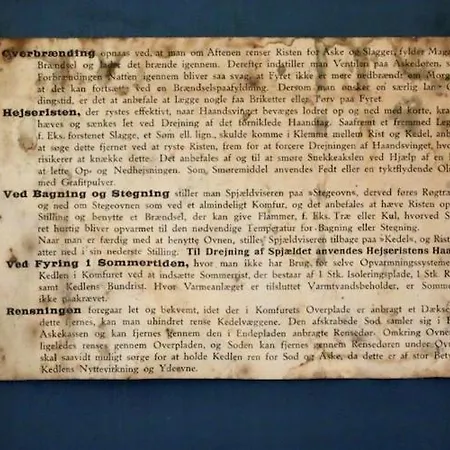 Overbrænding opnaas ved, at man om Aftenen renser Risten for Aske og Slagger, fylder Maga
Brændsel og lader det brænde igennem. Derefter indstiller man Ventilen paa Askedøren, s
Forbrændingen Natten igennem bliver saa svag, at Fyret ikke er mere nedbrændt om Morg
at det kan fortsættes ved en Brændselspaafyldning. Dersom man ønsker en særlig lang O
dingstid, er det at anbefale at lægge nogle faa Briketter eller Tørv paa Fyret
Hejseristen, der rystes effektivt, naar Haandsvinget bevæges lodret op og ned med korte, kra
hæves og sænkes let ved Drejning af det forniklede Haandtag. Saafremt et fremmed Leg
f. Eks. forstenet Slagge, et Søm ell. lign., skulde komme i Klemme mellem Rist og Kedel, anb
at søge dette fjernet ved at ryste Risten, frem for at forcere Drejningen af Haandsvinget, hvo
risikerer at knække dette. Det anbefales af og til at smøre Snekkeakslen ved Hjælp af en
at lette Op- og Nedhejsningen. Som Smøremiddel anvendes Fedt eller en tyktflydende Oli
med Grafitpulver.
Ved Bagning og Stegning stiller man Spjældviseren paa »Stegeovn«, derved føres Røgtra
og ned om Stegeovnen som ved et almindeligt Komfur, og det anbefales at hæve Risten op
Stilling og benytte et Brændsel, der kan give Flammer, f. Eks. Træ eller Kul, hvorved S
ret hurtig bliver opvarmet til den nødvendige Temperatur for Bagning eller Stegning.
Naar man er færdig med at benytte Ovnen, stilles Spjældviseren tilbage paa »Kedel«, og Rist
atter ned i sin nederste Stilling. Til Drejning af Spjældet anvendes Hejseristens Haa
Ved Fyring i Sommertiden, hvor man ikke har Brug for selve Opvarmningssysteme
Kedlen i Komfuret ved at indsætte Sommerrist, der bestaar af 1 Stk. Isoleringsplade, 1 Stk. R
samt Kedlens Bundrist. Hvor Varmeanlæget er tilsluttet Varmtvandsbeholder, er Somm
ikke paakrævet.
Rensningen foregaar let og bekvemt, idet der i Komfurets Overplade er anbragt et Dækse
dette fjernes, kan man uhindret rense Kedelvæggene. Den afskrabede Sod samler sig i
Askekassen og kan fjernes gennem den i Endepladen anbragte Rensedør. Omkring Ovne
ligeledes renses gennem Overpladen, og Soden kan fjernes gennem Rensedøren under Ov
skal saavidt muligt sørge for at holde Kedlen ren for Sod og Aske, da dette er af stor Bet
Kedlens Nyttevirkning og Ydeevne.